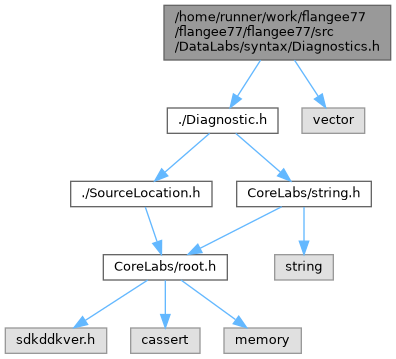 /home/runner/work/flangee77
/flangee77/flangee77/src
/DataLabs/syntax/Diagnostics.h
./Diagnostic.h
vector
./SourceLocation.h
CoreLabs/string.h
CoreLabs/root.h
string
sdkddkver.h
cassert
memory